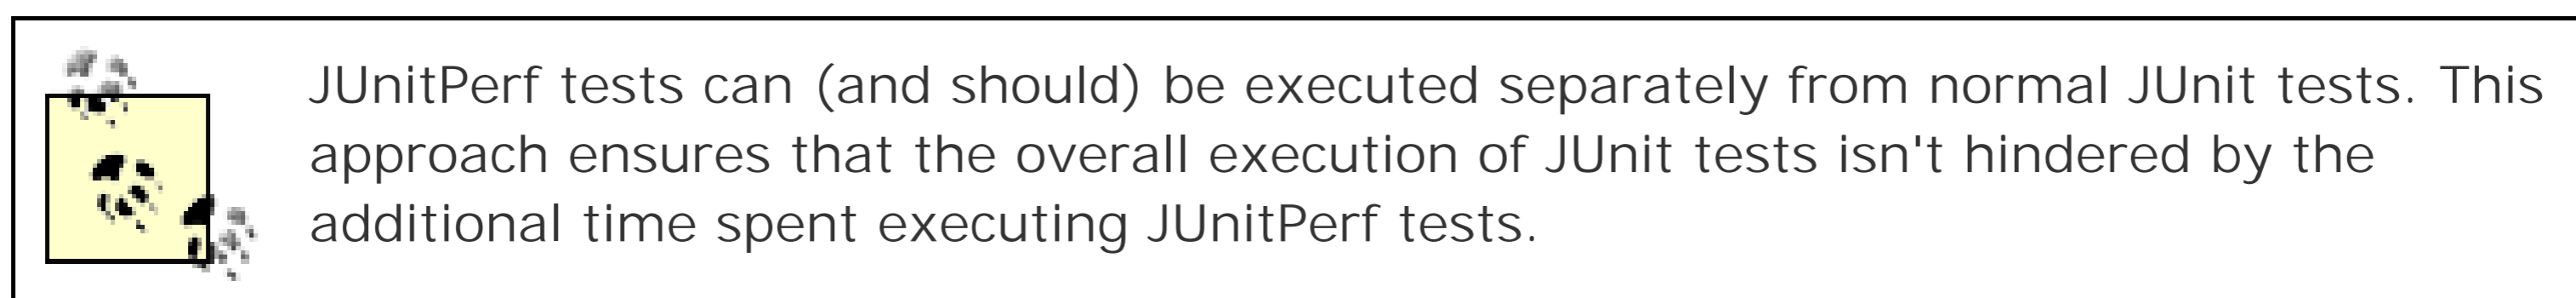 JUnitPerf tests can (and should) be executed separately from normal JUnit tests. This
approach ensures that the overall execution of JUnit tests isn't hindered by the
additional time spent executing JUnitPerf tests.